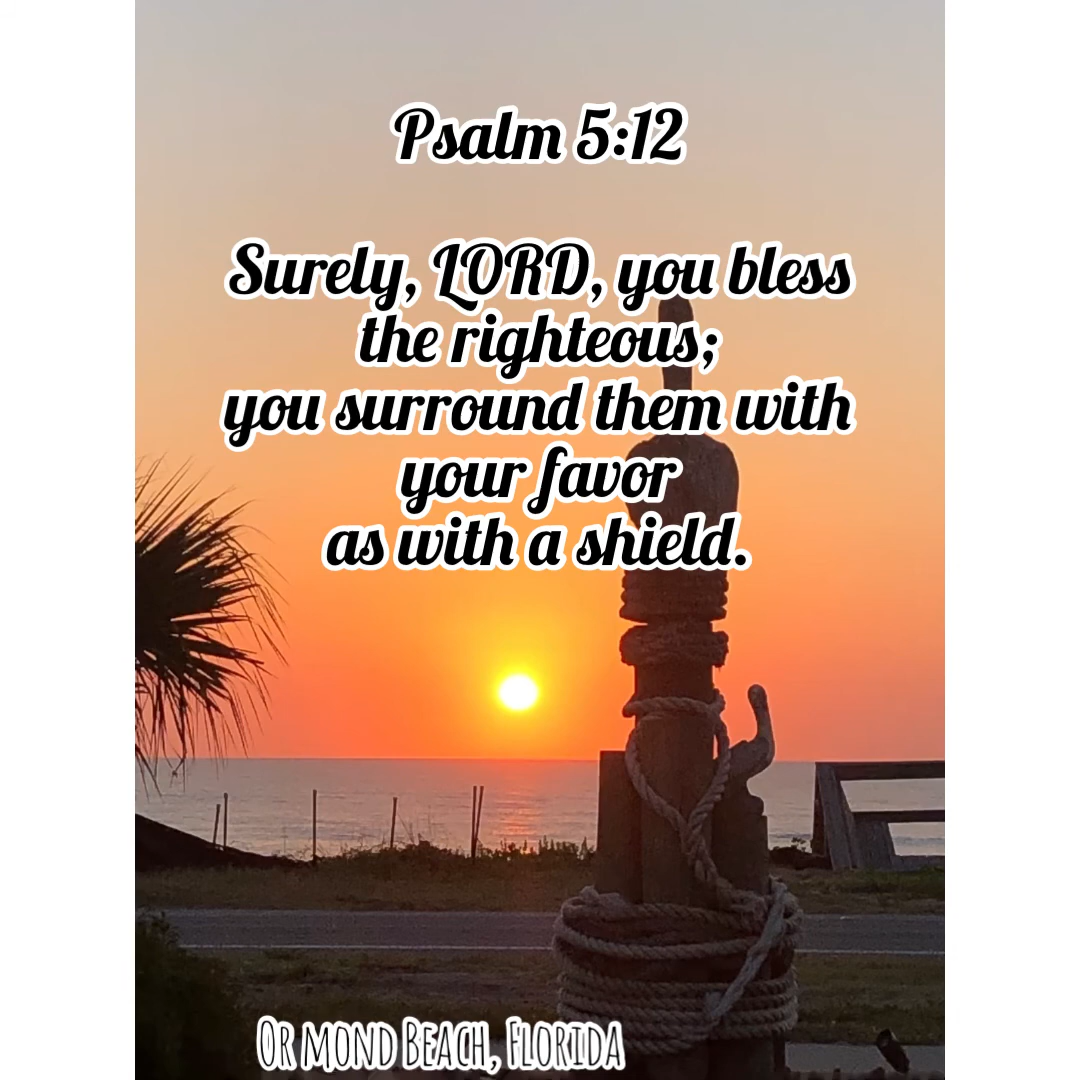 Psalm 5:12
Surely, LORD, you bless
the righteous;
you surround them with
your favor
as with a shield.
Or mond Beach, Florida